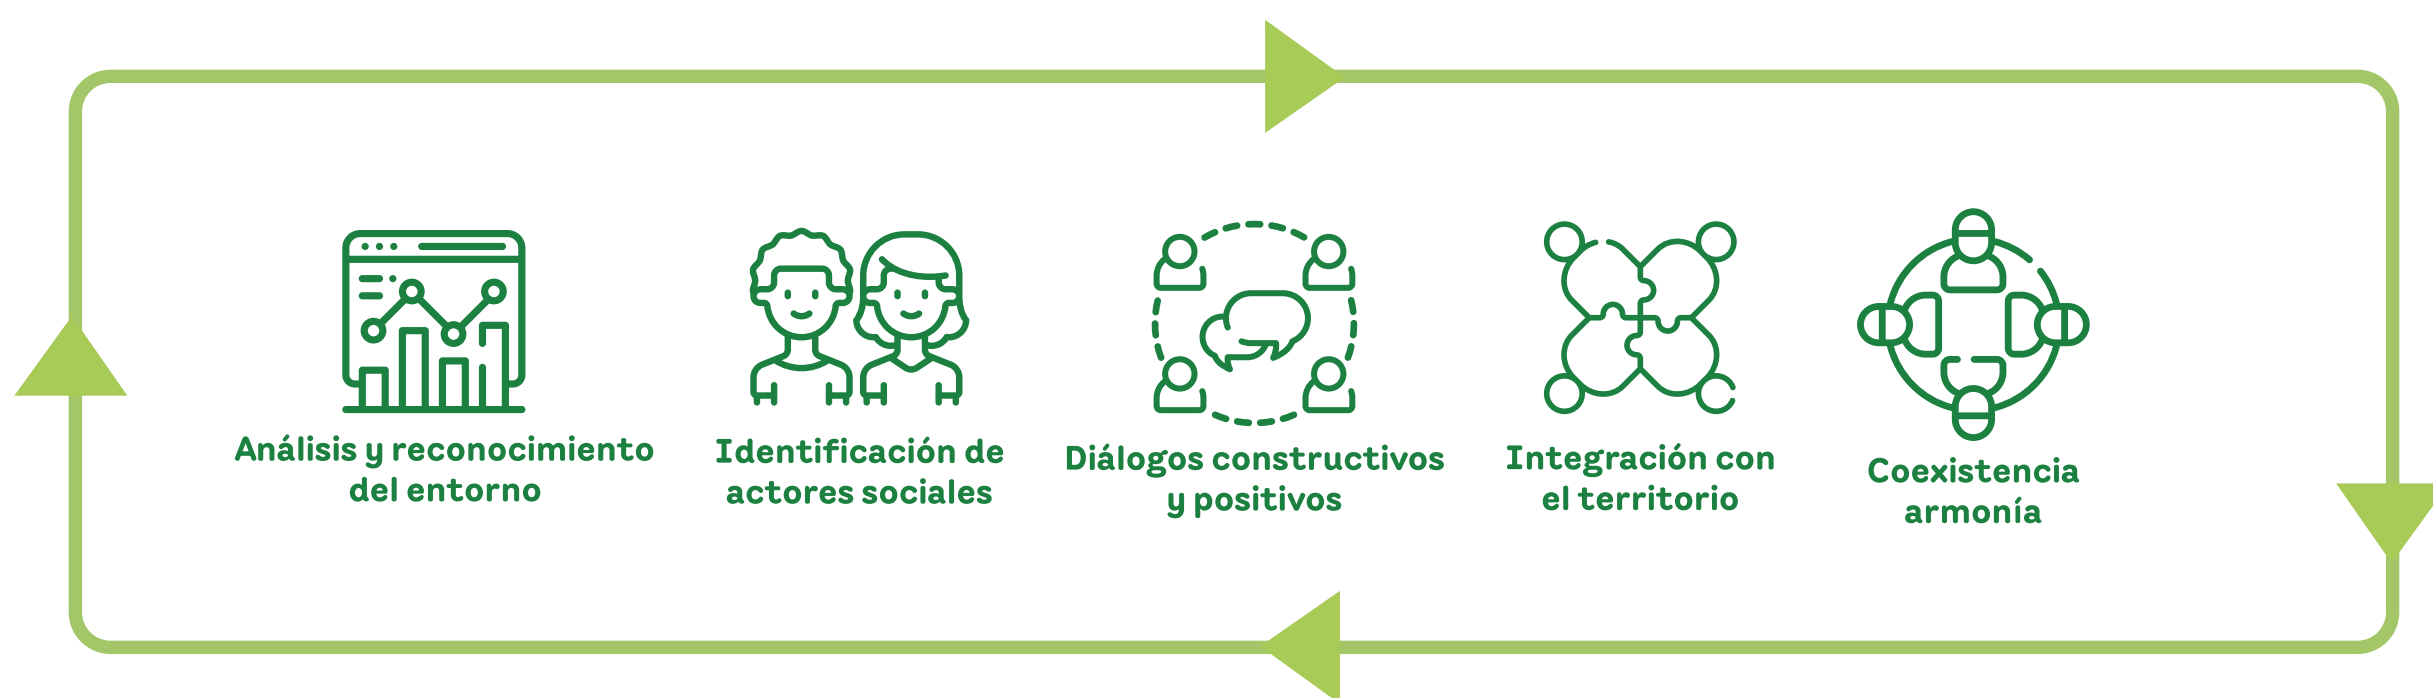 Análisis y reconocimiento
del entorno
Identificación de
actores sociales
Diálogos constructivos
y positivos
Integración con
el territorio
Coexistencia
armonía